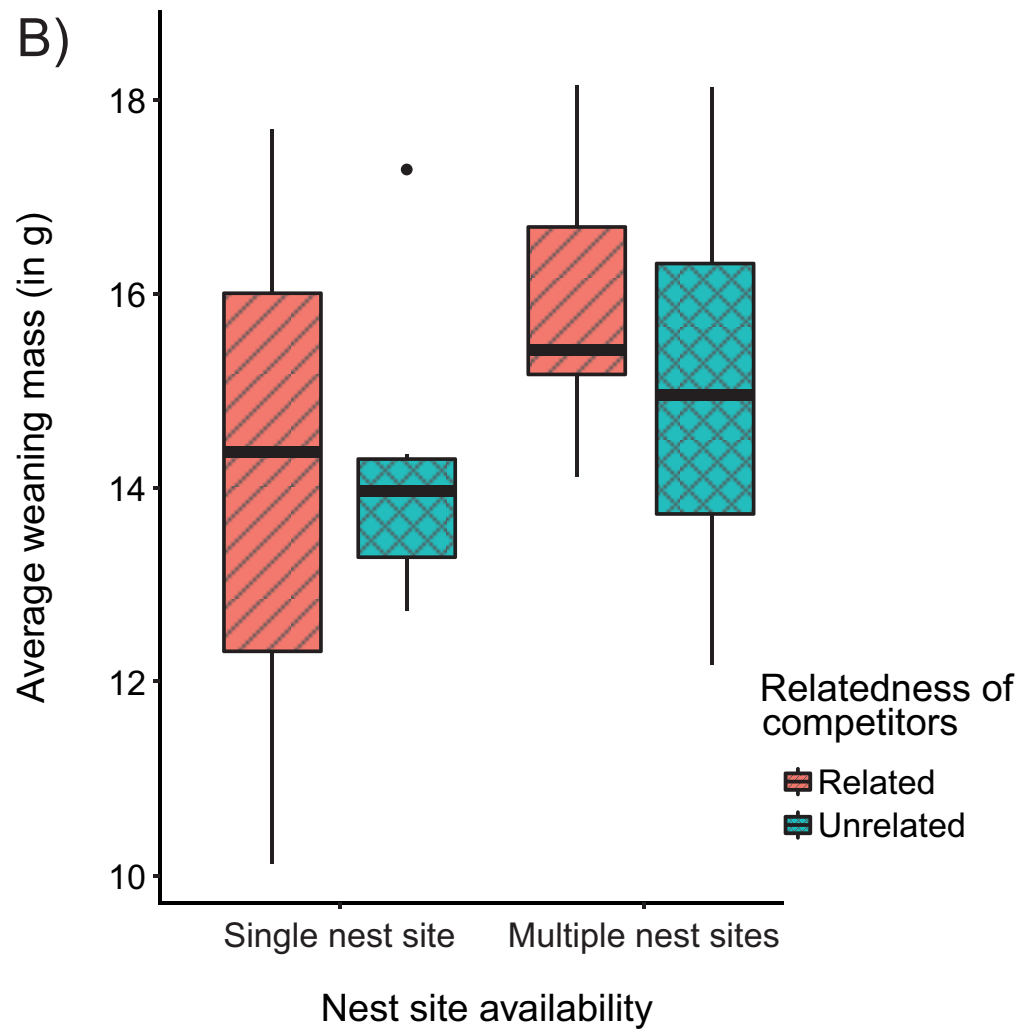 B)
Average weaning mass (in g)
18
16
14
12
10
Single nest site
Multiple nest sites
Nest site availability
Relatedness of
competitors
Related
Unrelated